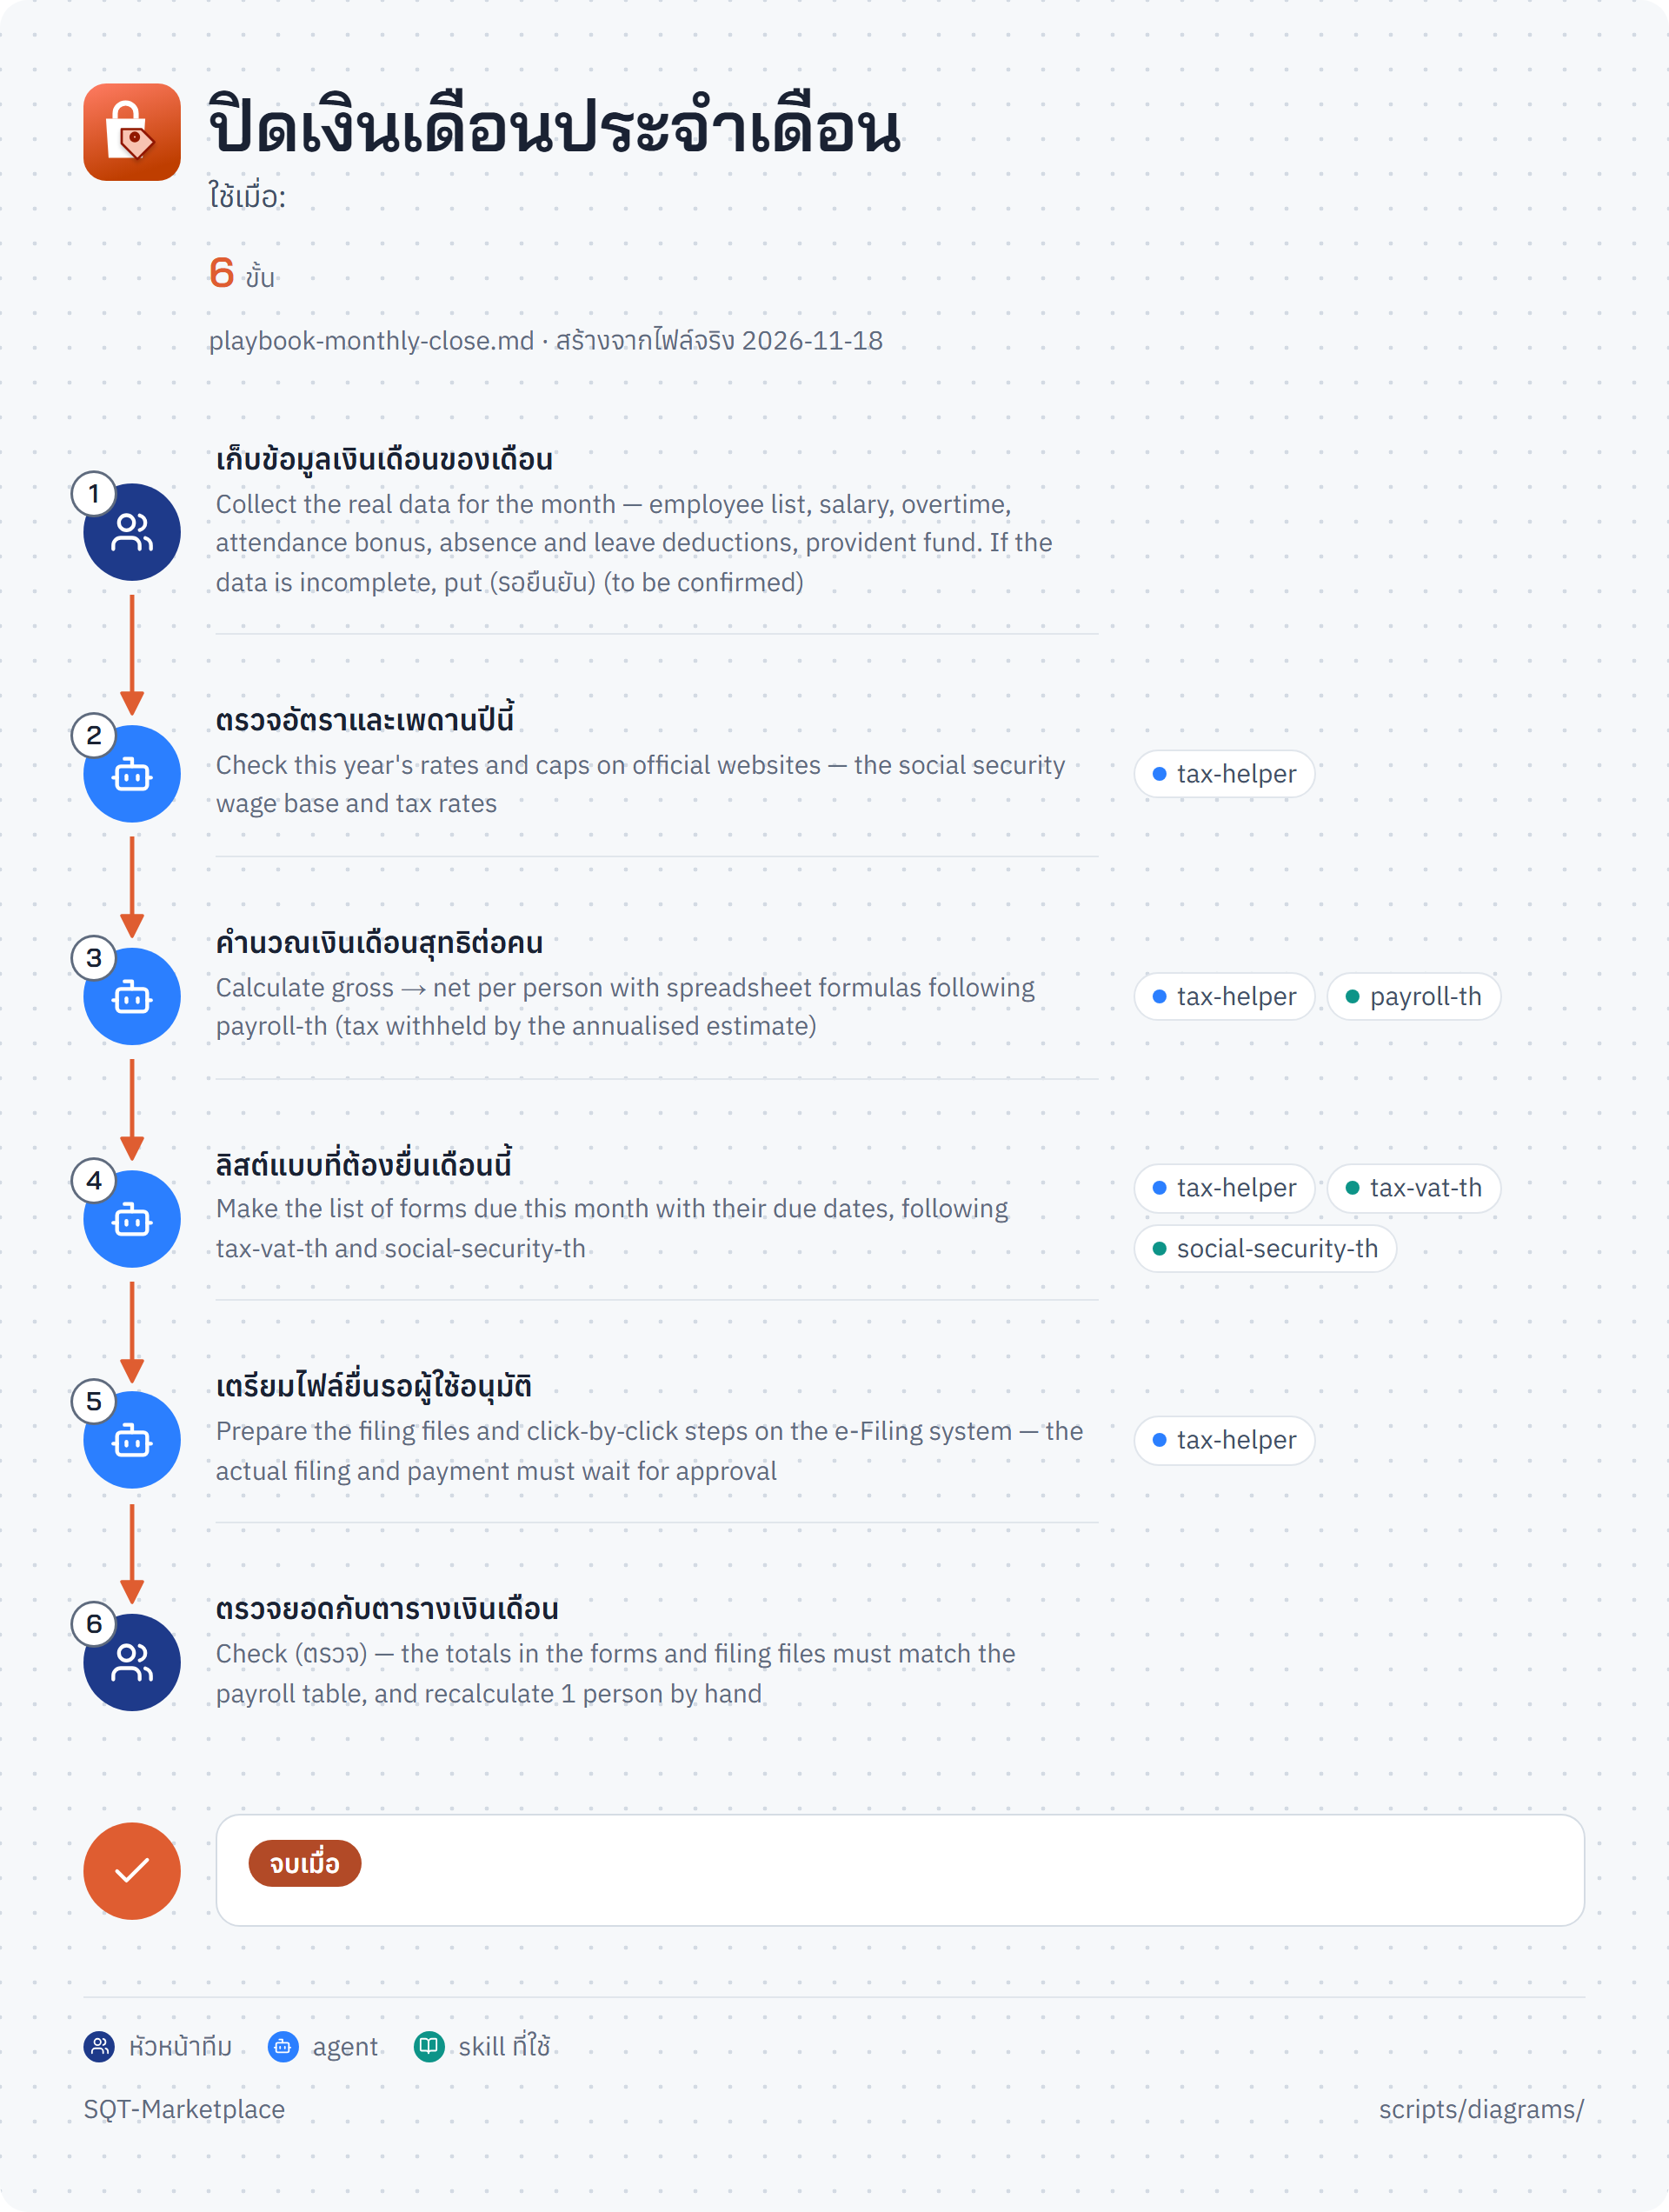 ปิดเงินเดือนประจำเดือน
ใช้เมื่อ:
6 ขั้น
playbook-monthly-close.md · สร้างจากไฟล์จริง 2026-11-18
1
เก็บข้อมูลเงินเดือนของเดือน
Collect the real data for the month — employee list, salary, overtime,
attendance bonus, absence and leave deductions, provident fund. If the
data is incomplete, put (รอยืนยัน) (to be confirmed)
2
ตรวจอัตราและเพดานปีนี้
Check this year's rates and caps on official websites — the social security
wage base and tax rates
tax-helper
3
คำนวณเงินเดือนสุทธิต่อคน
Calculate gross → net per person with spreadsheet formulas following
payroll-th (tax withheld by the annualised estimate)
tax-helper payroll-th
4
ลิสต์แบบที่ต้องยื่นเดือนนี้
Make the list of forms due this month with their due dates, following
tax-vat-th and social-security-th
tax-helper tax-vat-th
social-security-th
5
เตรียมไฟล์ยื่นรอผู้ใช้อนุมัติ
Prepare the filing files and click-by-click steps on the e-Filing system — the
actual filing and payment must wait for approval
tax-helper
6
ตรวจยอดกับตารางเงินเดือน
Check (ตรวจ) — the totals in the forms and filing files must match the
payroll table, and recalculate 1 person by hand
จบเมื่อ
หัวหน้าทีม agent skill ที่ใช้
SQT-Marketplace scripts/diagrams/